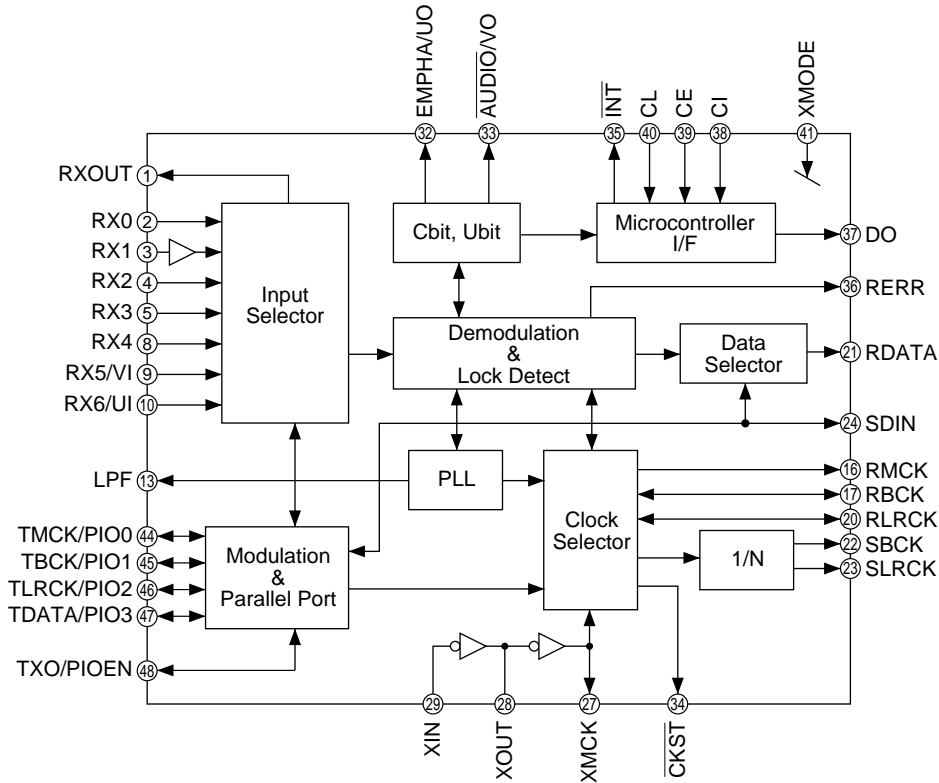 EMPHA/UO
AUDIO/VO
INT
CL
CE
CI
XMODE
32
33
35
40
39
38
41
RXOUT 1
RX0 2
RX1 3
RX2 4
RX3 5
RX4 8
RX5/VI 9
RX6/UI 10
LPF 13
TMCK/PIO0 44
TBCK/PIO1 45
TLRCK/PIO2 46
TDATA/PIO3 47
TXO/PIOEN 48
Input
Selector
Cbit, Ubit
Microcontroller
I/F
Demodulation
&
Lock Detect
Data
Selector
PLL
Clock
Selector
Modulation
&
Parallel Port
1/N
37 DO
36 RERR
21 RDATA
24 SDIN
16 RMCK
17 RBCK
20 RLRCK
22 SBCK
23 SLRCK
29
28
27
34
XIN
XOUT
XMCK
CKST